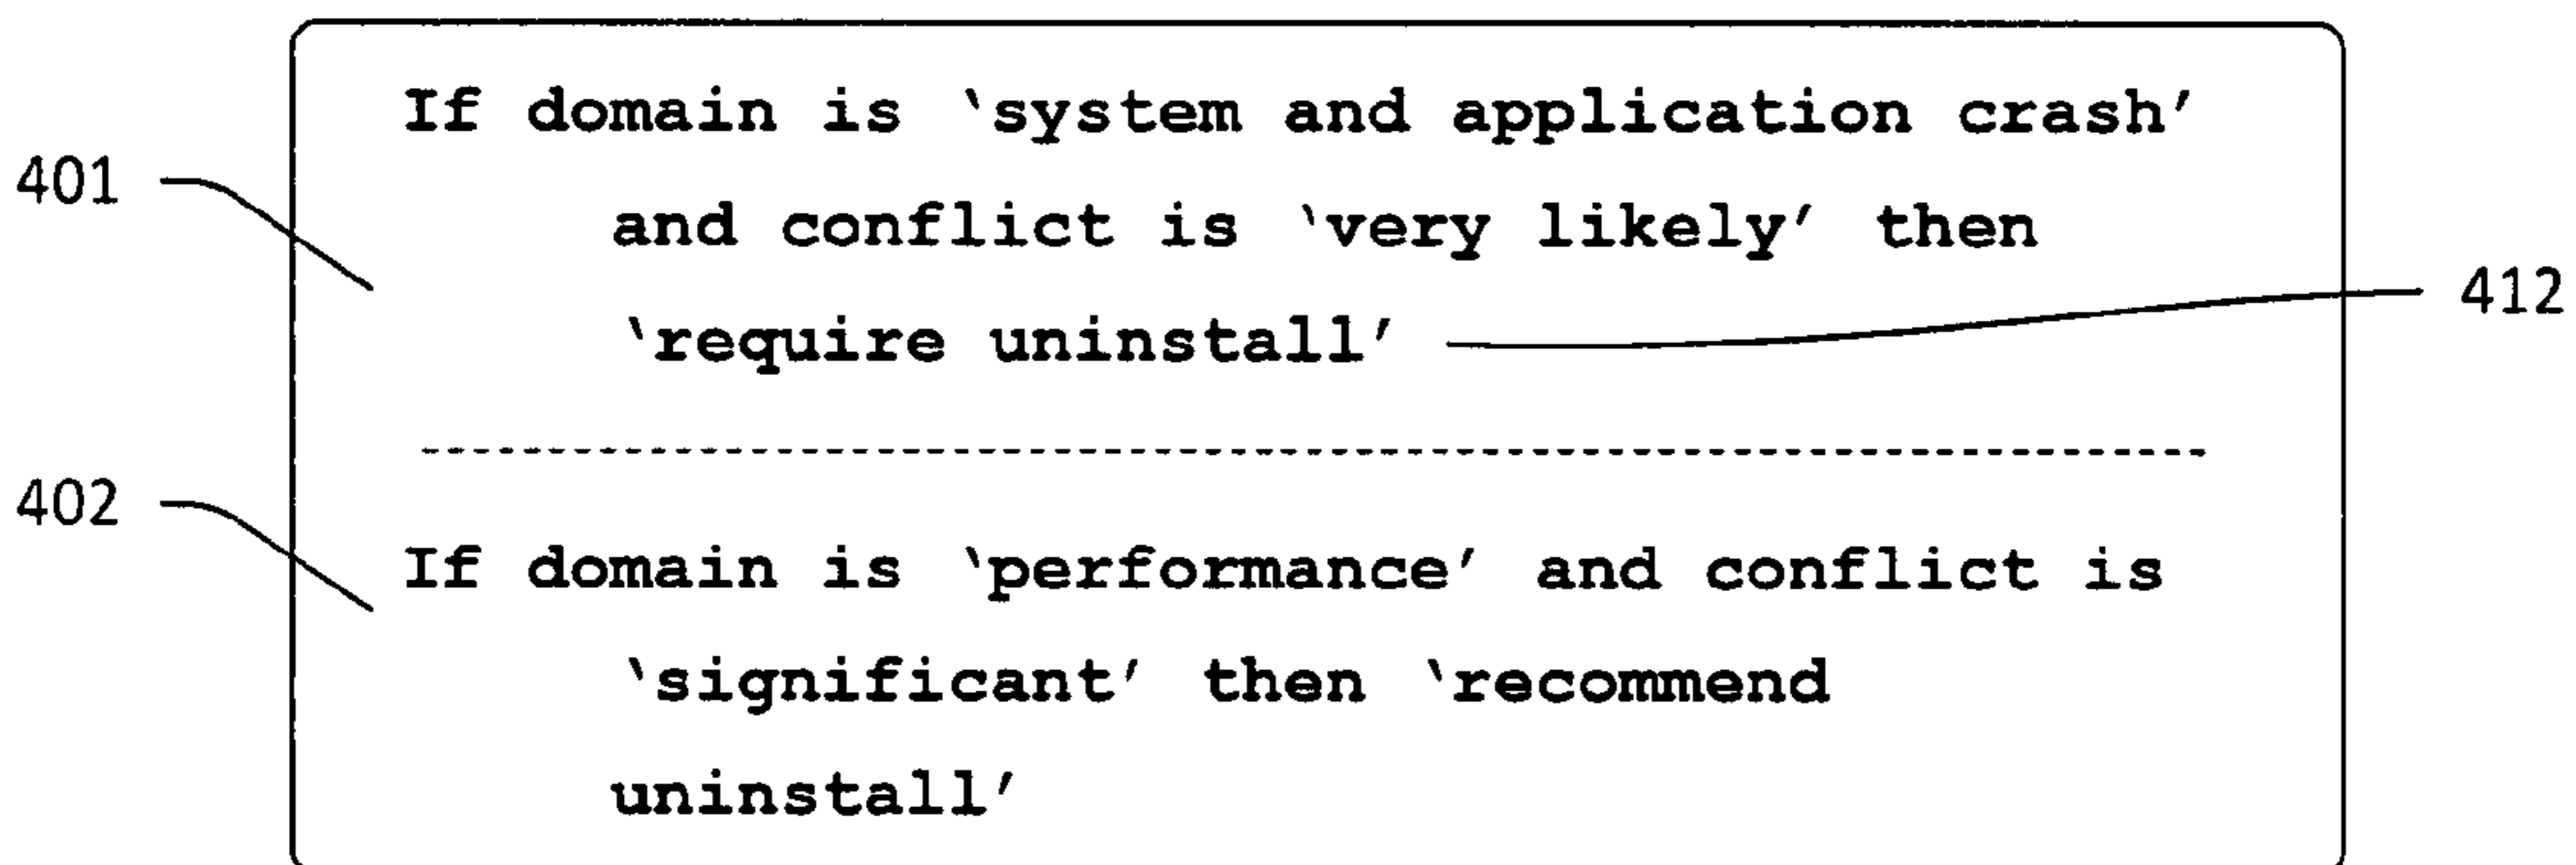 If domain is ‘system and application crash’
401
and conflict is ‘very likely’ then
412
‘require uninstall’
402
If domain is ‘performance’ and conflict is
‘significant’ then ‘recommend
uninstall’